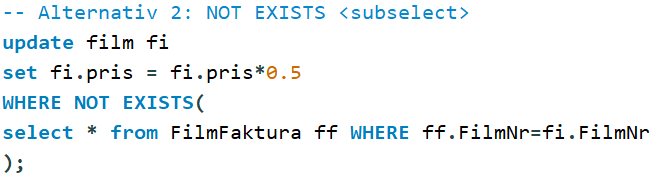 -- Alternativ 2: NOT EXISTS <subselect>
update film fi
set fi.pris = fi.pris*0.5
WHERE NOT EXISTS(
select * from FilmFaktura ff WHERE ff.FilmNr=fi.FilmNr
);